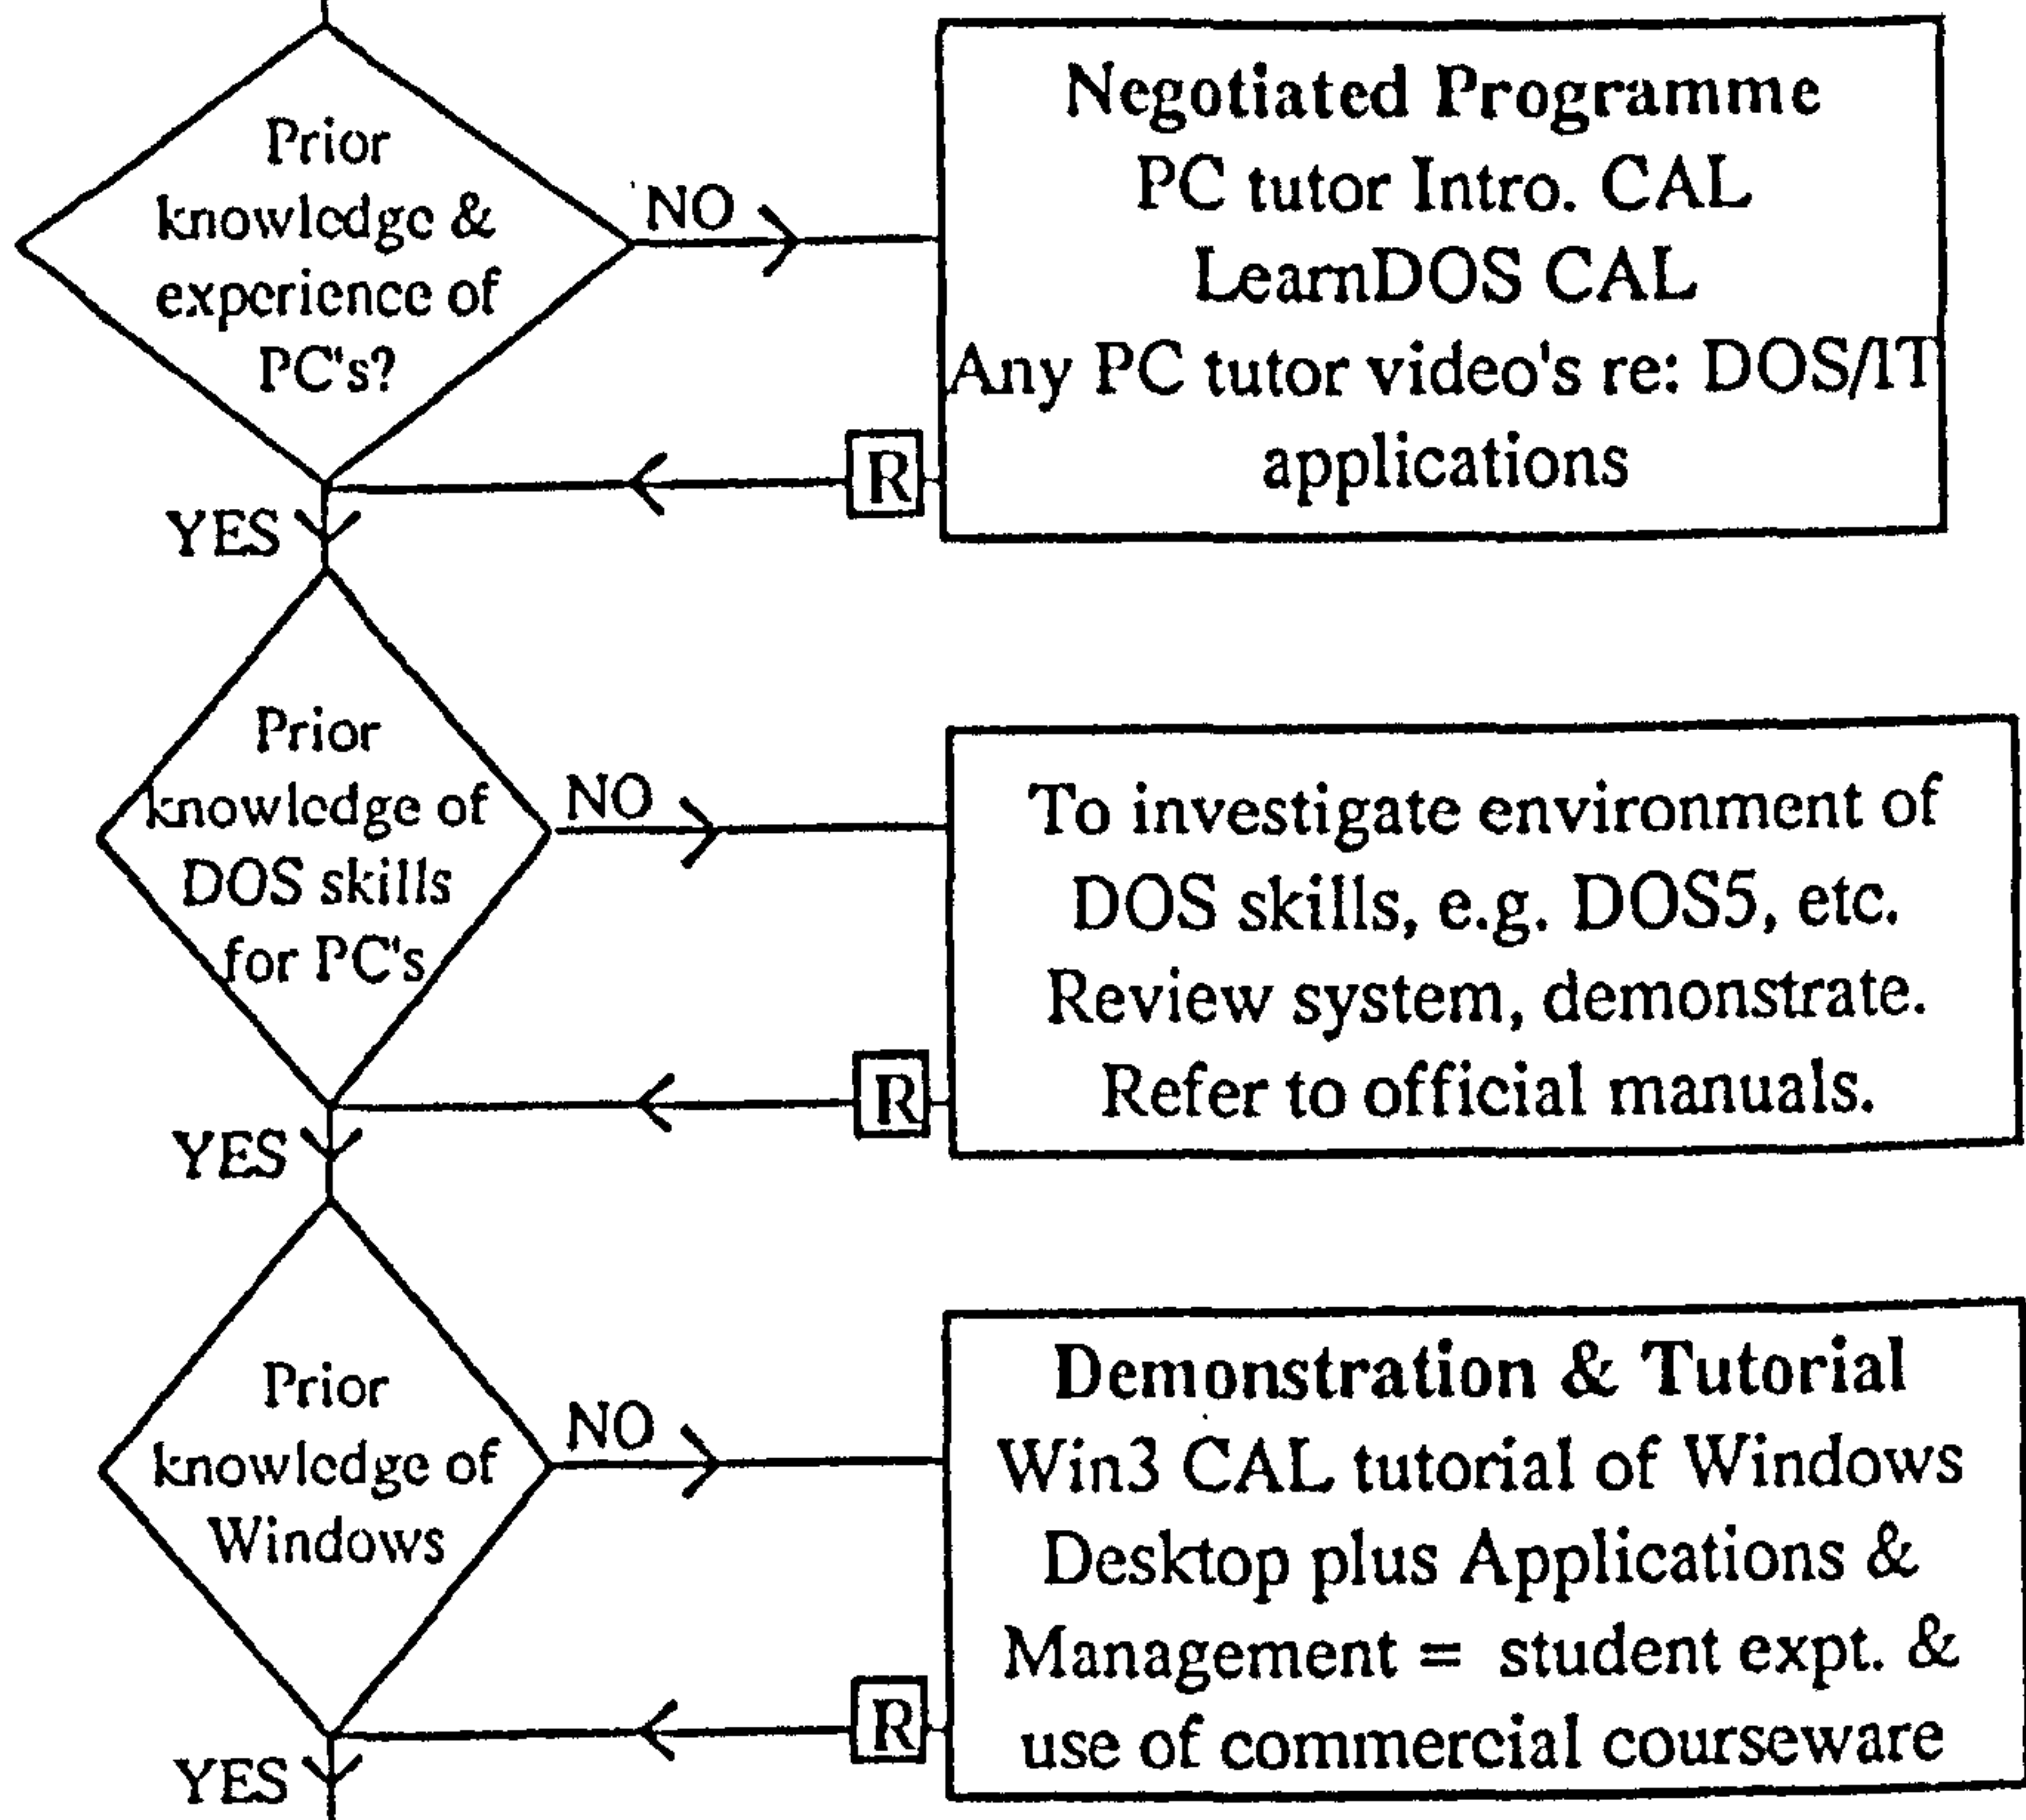 Prior
knowledge &
experience of
PC's?
NO
Negotiated Programme
PC tutor Intro. CAL
LearnDOS CAL
Any PC tutor video's re: DOS/IT
applications
R
YES
Prior
knowledge of
DOS skills
for PC's
NO
To investigate environment of
DOS skills, e.g. DOS5, etc.
Review system, demonstrate.
Refer to official manuals.
R
YES
Prior
knowledge of
Windows
NO
Demonstration & Tutorial
Win3 CAL tutorial of Windows
Desktop plus Applications &
Management = student expt. &
use of commercial courseware
R
YES